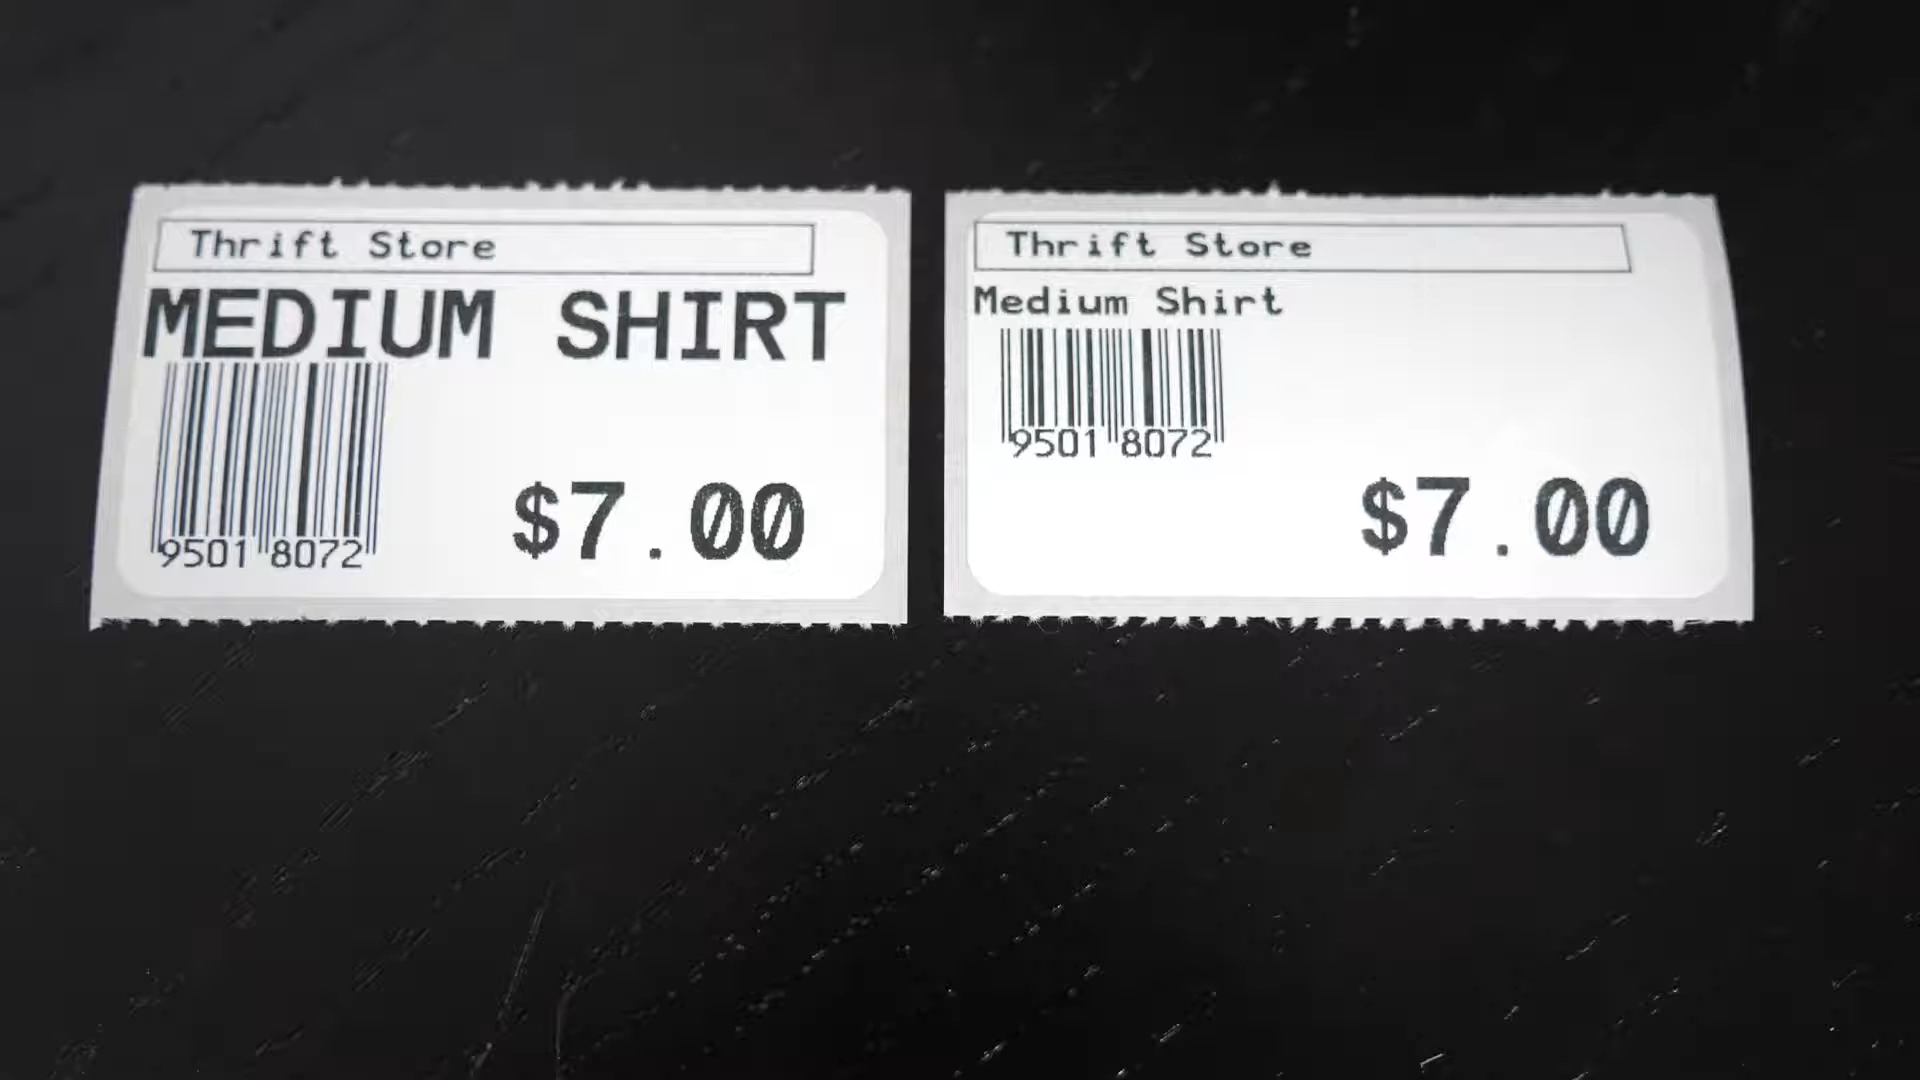 Thrift Store
MEDIUM SHIRT
9501 8072
$7.00
Thrift Store
Medium Shirt
9501 8072
$7.00